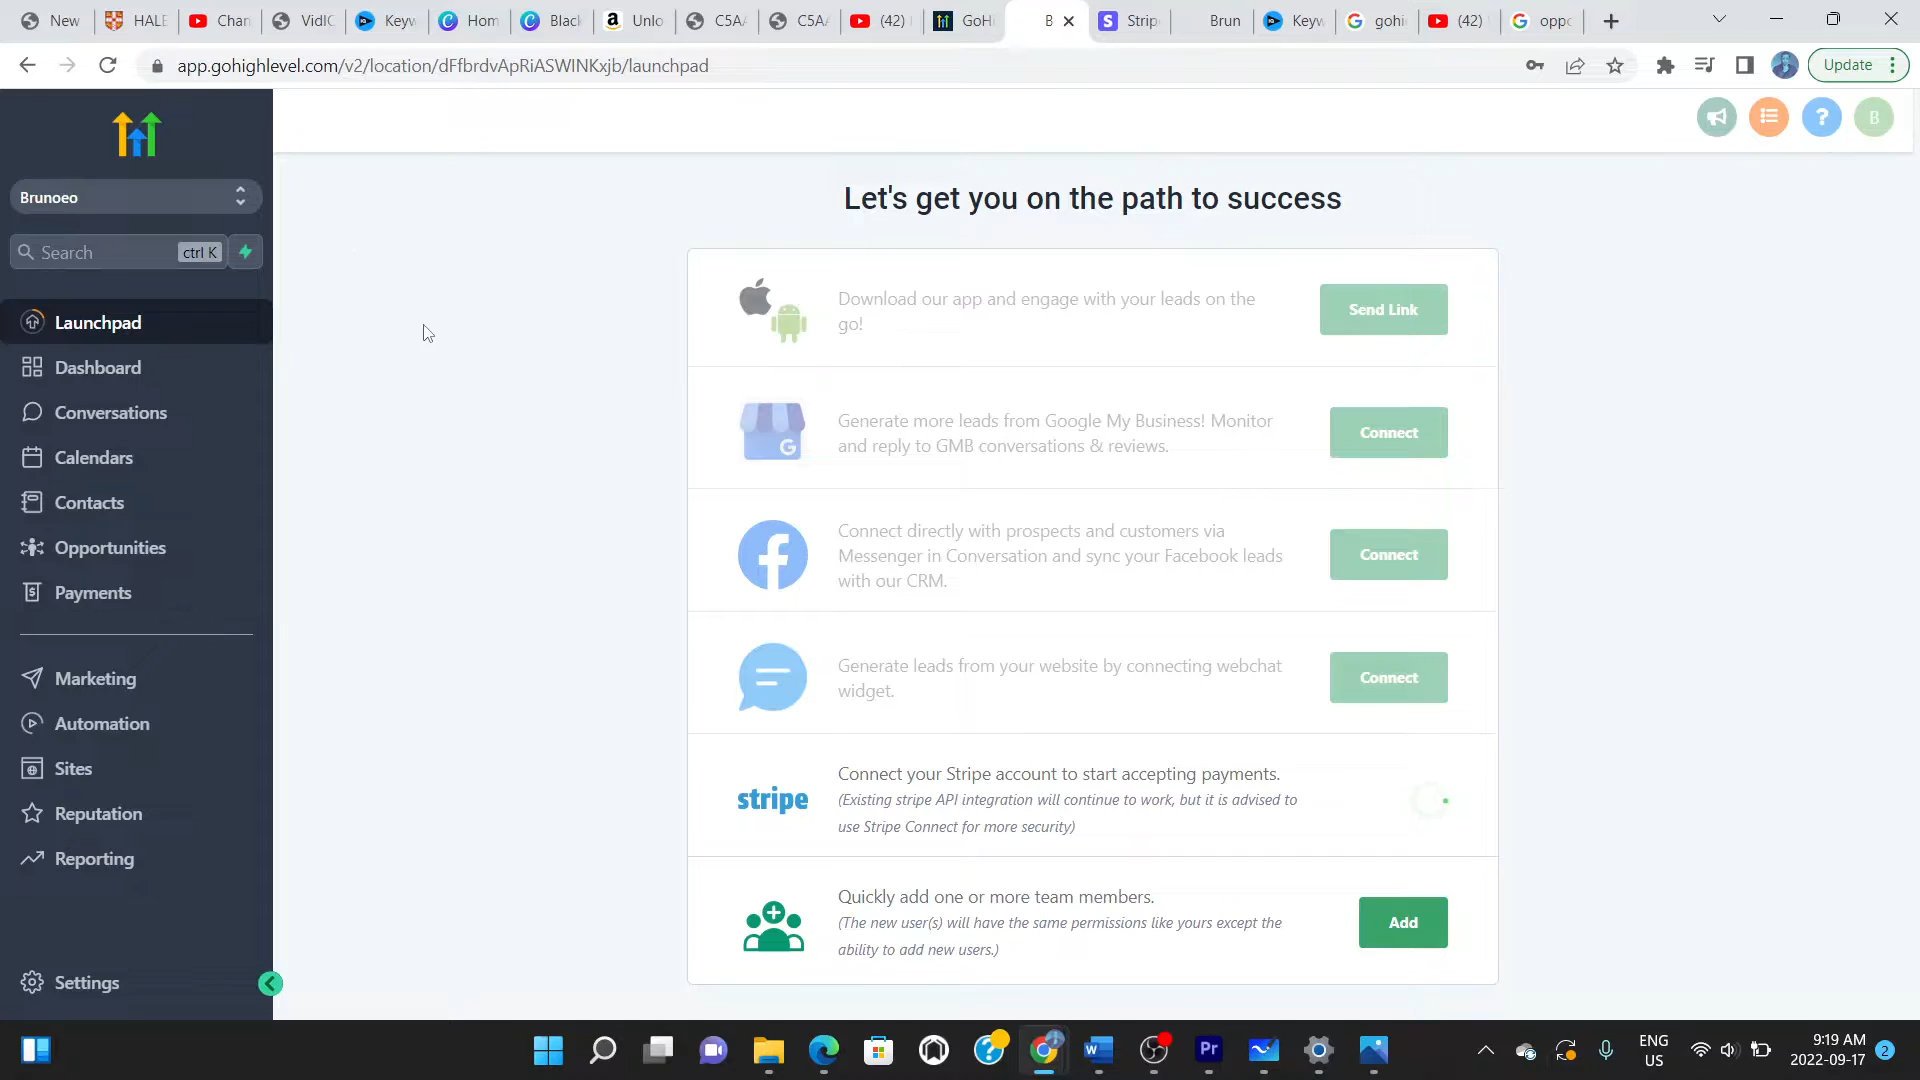 New
HALE
Chan
VidIC
Keyw
Hom
Blac
Unlo
C5AA
C5AA
(42)
GoHi
B
Strip
Brun
Keyw
gohi
(42)
oppo
app.gohighlevel.com/v2/location/dFfbrdvApRiASWINKxjb/launchpad
Update
B
Brunoeo
Search
ctrl K
Launchpad
Dashboard
Conversations
Calendars
Contacts
Opportunities
Payments
Marketing
Automation
Sites
Reputation
Reporting
Settings
Let's get you on the path to success
Download our app and engage with your leads on the
go!
Send Link
Generate more leads from Google My Business! Monitor
and reply to GMB conversations & reviews.
Connect
Connect directly with prospects and customers via
Messenger in Conversation and sync your Facebook leads
with our CRM.
Connect
Generate leads from your website by connecting webchat
widget.
Connect
stripe
Connect your Stripe account to start accepting payments.
(Existing stripe API integration will continue to work, but it is advised to
use Stripe Connect for more security)
Quickly add one or more team members.
(The new user(s) will have the same permissions like yours except the
ability to add new users.)
Add
ENG
US
9:19 AM
2022-09-17
2